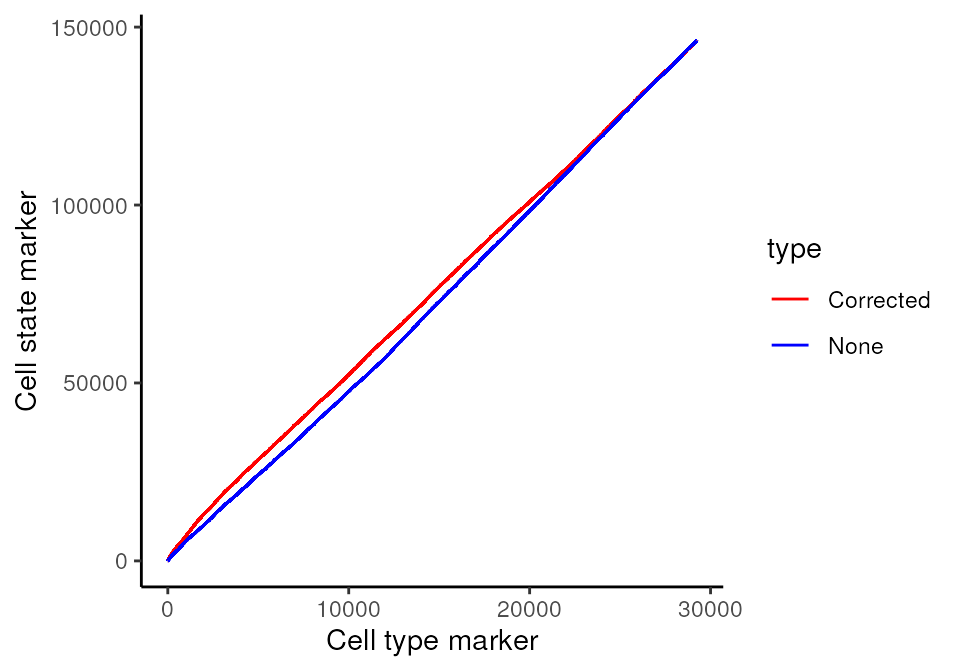 150000
100000
50000
0
Cell state marker
0 10000 20000 30000
Cell type marker
type
Corrected
None